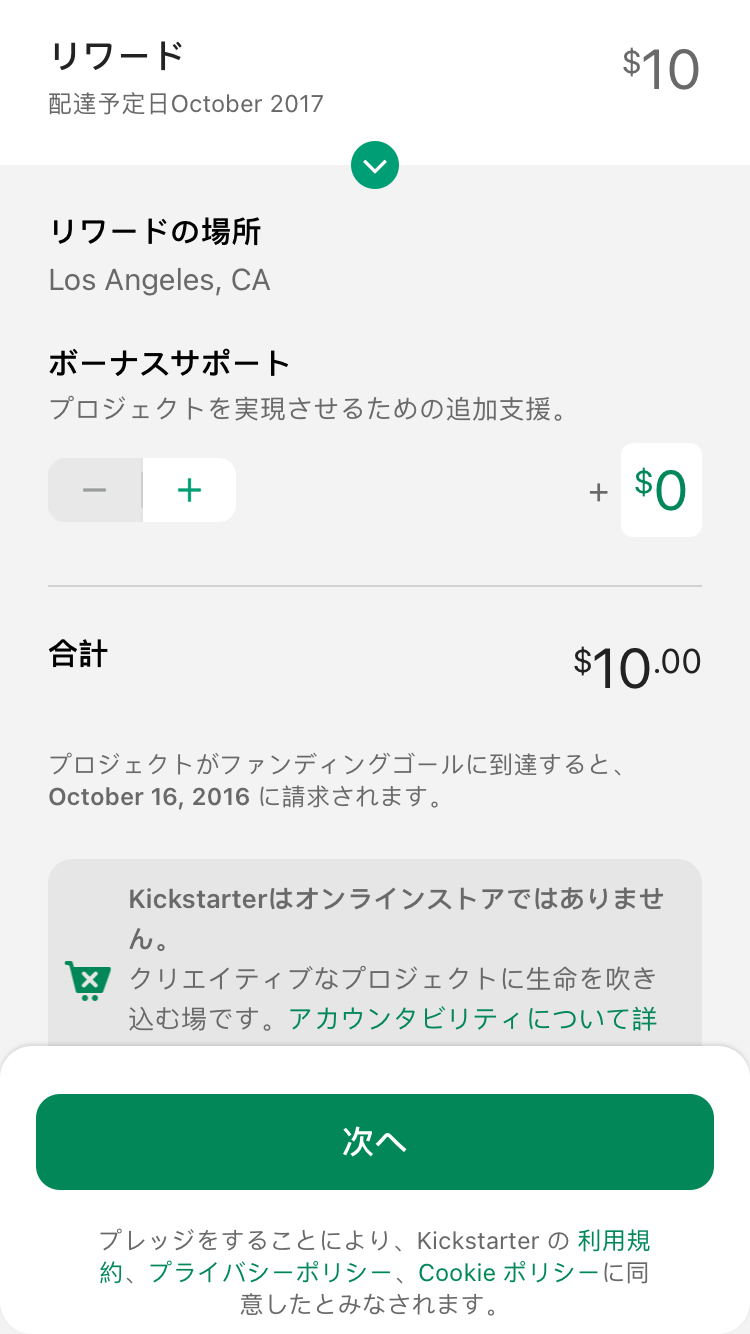 リワード
$10
配達予定日October 2017
リワードの場所
Los Angeles, CA
ボーナスサポート
プロジェクトを実現させるための追加支援。
− + + $0
合計
$10.00
プロジェクトがファンディングゴールに到達すると、
October 16, 2016 に請求されます。
Kickstarterはオンラインストアではありませ
ん。
クリエイティブなプロジェクトに生命を吹き
込む場です。アカウンタビリティについて詳
次へ
プレッジをすることにより、Kickstarter の 利用規
約、プライバシーポリシー、Cookie ポリシーに同
意したとみなされます。